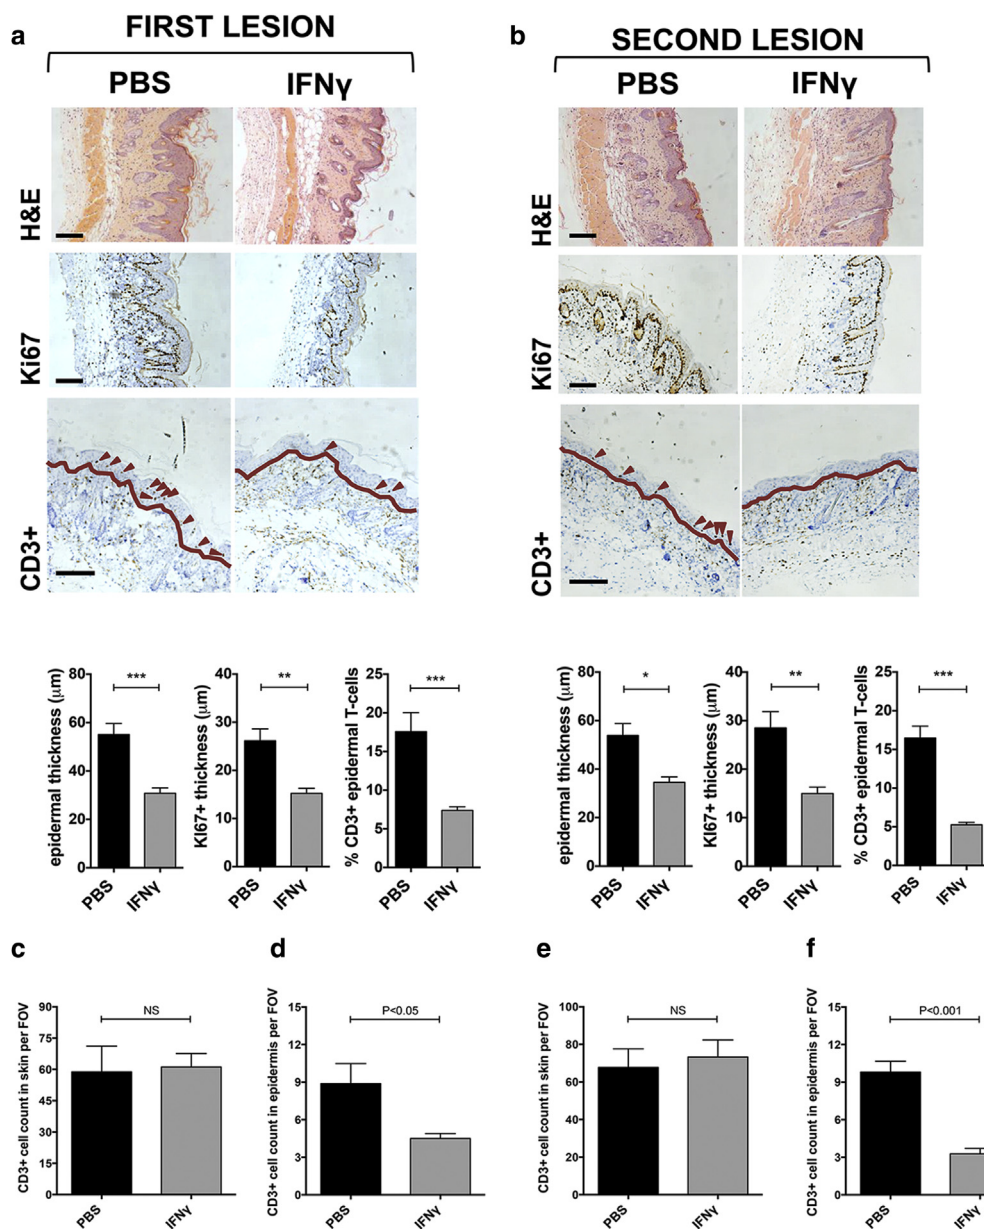 a
FIRST LESION
PBS
IFNγ
H&E
Ki67
CD3+
b
SECOND LESION
PBS
IFNγ
H&E
Ki67
CD3+
epidermal thickness (μm)
80
60
40
20
0
***
PBS
IFNγ
KI67+ thickness (μm)
40
30
20
10
0
**
PBS
IFNγ
% CD3+ epidermal T-cells
25
20
15
10
5
0
***
PBS
IFNγ
epidermal thickness (μm)
80
60
40
20
0
*
PBS
IFNγ
KI67+ thickness (μm)
40
30
20
10
0
**
PBS
IFNγ
% CD3+ epidermal T-cells
25
20
15
10
5
0
***
PBS
IFNγ
c
CD3+ cell count in skin per FOV
90
75
60
45
30
15
0
NS
PBS
IFNγ
d
CD3+ cell count in epidermis per FOV
15
12
9
6
3
0
P<0.05
PBS
IFNγ
e
CD3+ cell count in skin per FOV
100
80
60
40
20
0
NS
PBS
IFNγ
f
CD3+ cell count in epidermis per FOV
15
12
9
6
3
0
P<0.001
PBS
IFNγ